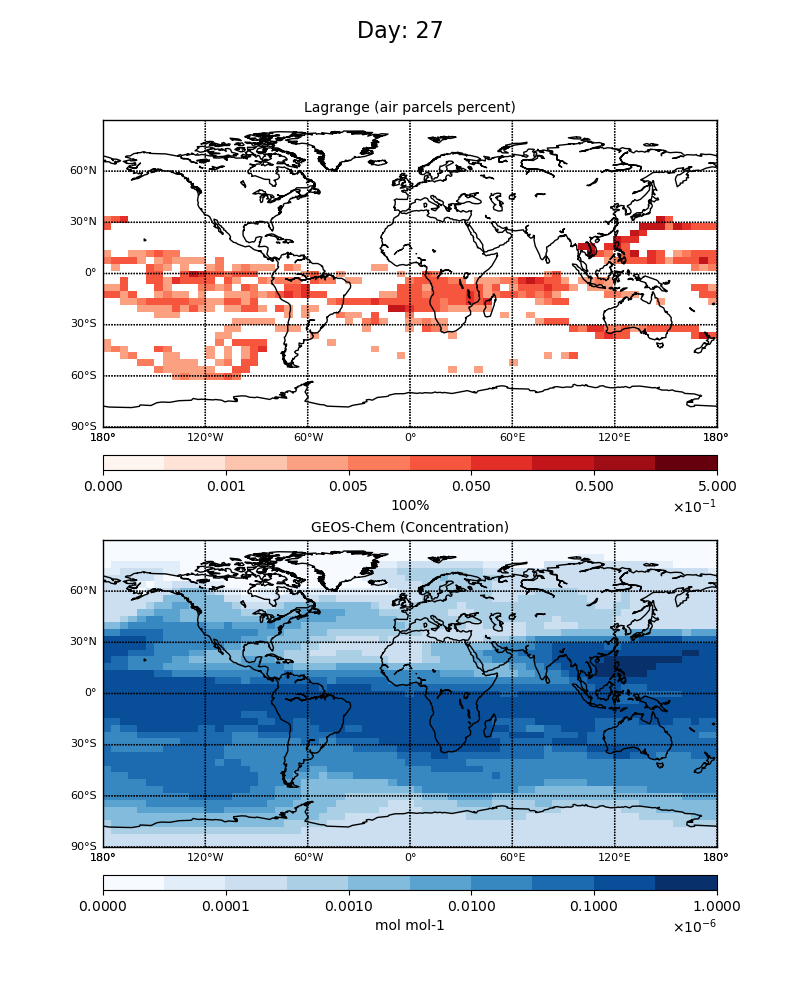 Day: 27
Lagrange (air parcels percent)
60°N
30°N
0°
30°S
60°S
90°S
180° 120°W 60°W 0° 60°E 120°E 180°
0.000 0.001 0.005 0.050 0.500 5.000
100% ×10⁻¹
GEOS-Chem (Concentration)
60°N
30°N
0°
30°S
60°S
90°S
180° 120°W 60°W 0° 60°E 120°E 180°
0.0000 0.0001 0.0010 0.0100 0.1000 1.0000
mol mol-1 ×10⁻⁶